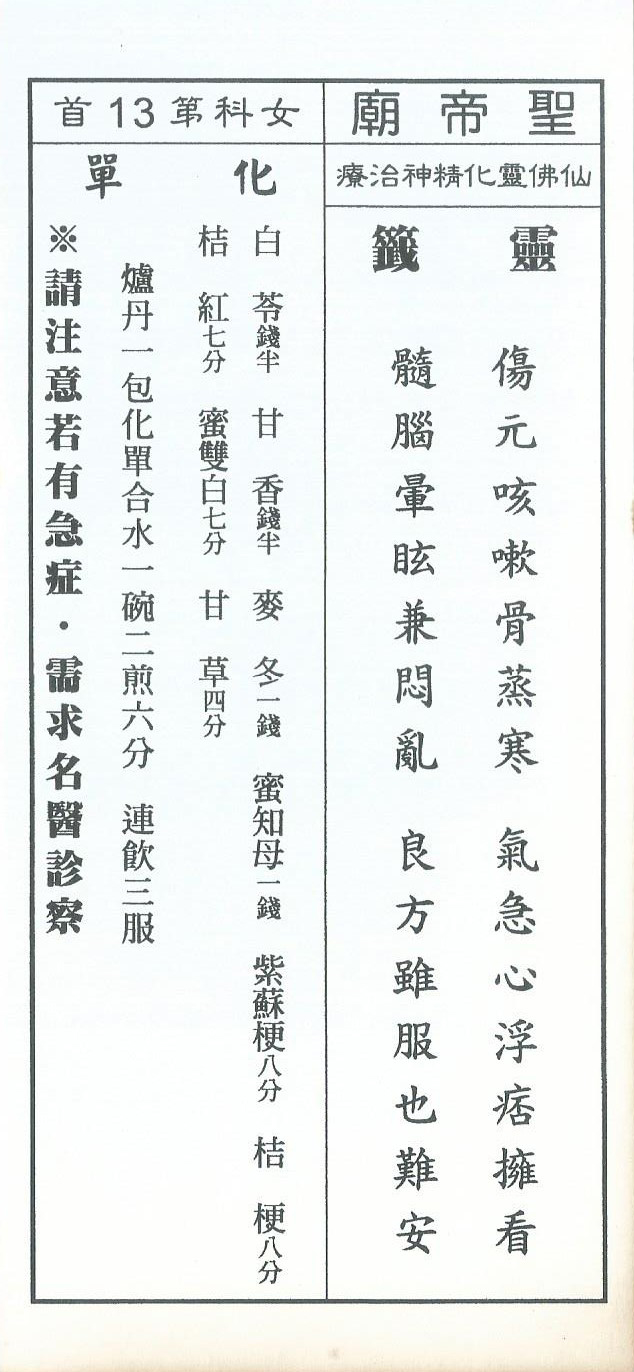 聖帝廟
仙佛靈化精神治療
靈籤
傷元咳嗽骨蒸寒 氣急心浮痞擁看
髓腦暈眩兼悶亂 良方雖服也難安
女科第13首
化單
白苓錢半 甘香錢半 麥冬一錢 蜜知母一錢 紫蘇梗八分 桔梗八分
桔紅七分 蜜雙白七分 甘草四分
爐丹一包化單合水一碗二煎六分 連飲三服
※請注意若有急症・需求名醫診察